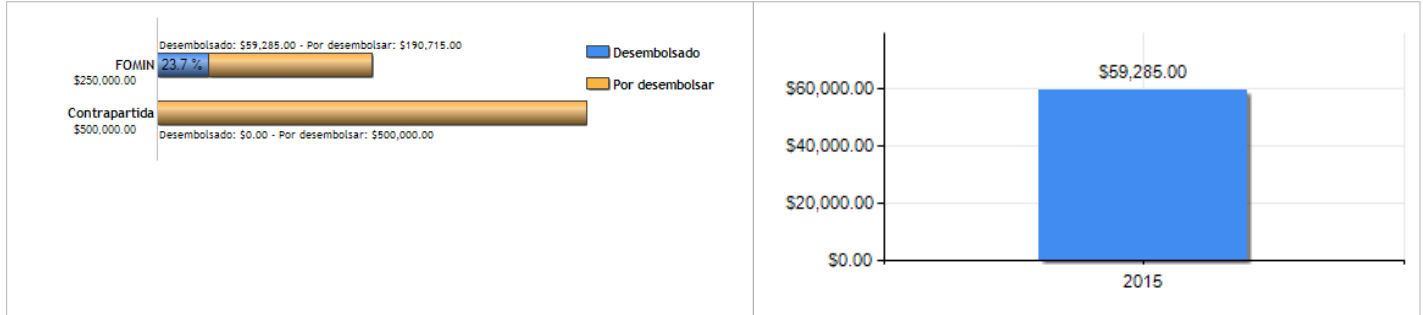 Desembolsado: $59,285.00 - Por desembolsar: $190,715.00
FOMIN 23.7 %
$250,000.00
Contrapartida
$500,000.00
Desembolsado: $0.00 - Por desembolsar: $500,000.00
Desembolsado
Por desembolsar
$59,285.00
$60,000.00
$40,000.00
$20,000.00
$0.00
2015